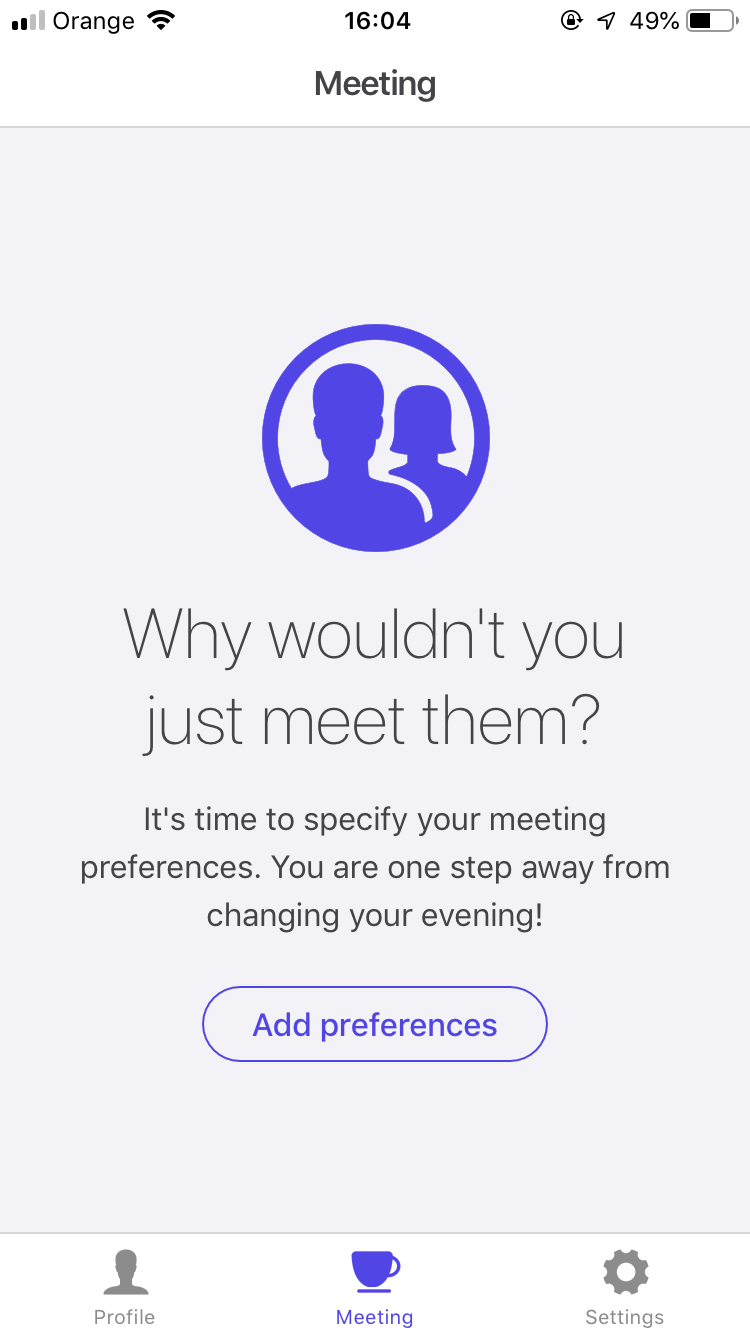 Orange 16:04 49%
Meeting
Why wouldn't you
just meet them?
It's time to specify your meeting
preferences. You are one step away from
changing your evening!
Add preferences
Profile Meeting Settings